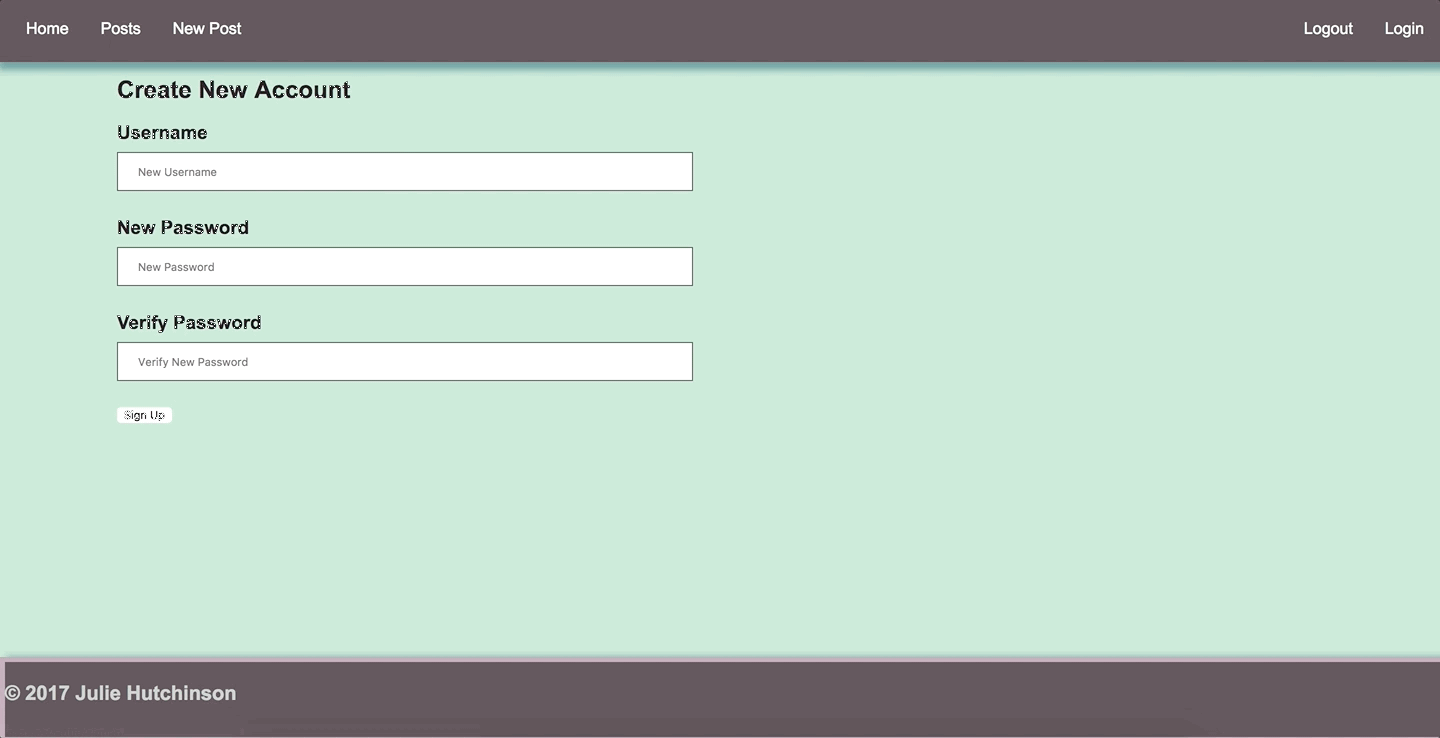 Home Posts New Post Logout Login
Create New Account
Username
New Username
New Password
New Password
Verify Password
Verify New Password
Sign Up
© 2017 Julie Hutchinson